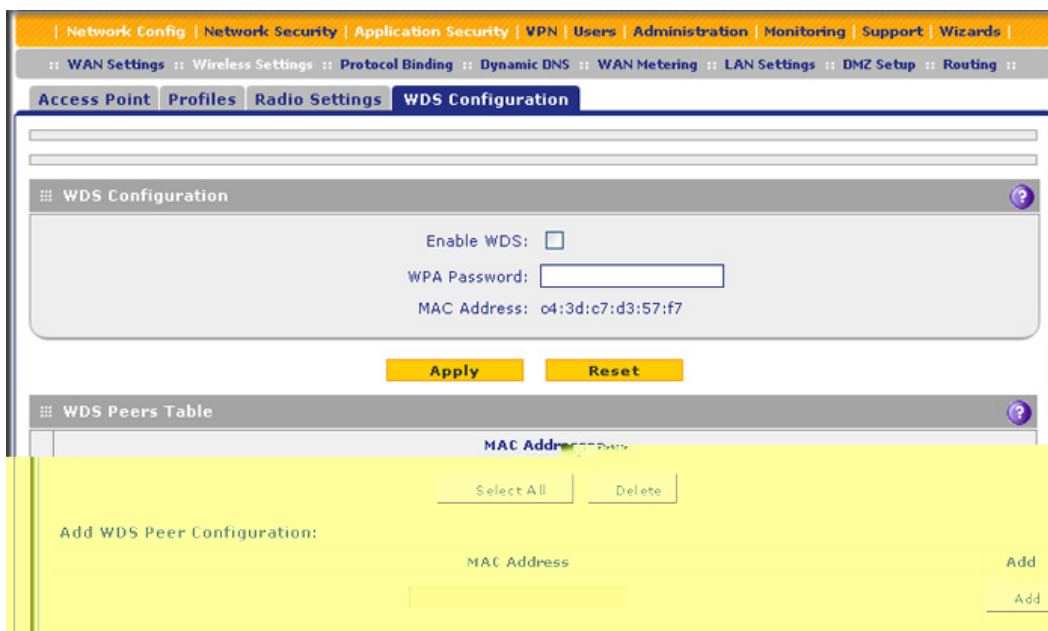 | Network Config | Network Security | Application Security | VPN | Users | Administration | Monitoring | Support | Wizards |
:: WAN Settings :: Wireless Settings :: Protocol Binding :: Dynamic DNS :: WAN Metering :: LAN Settings :: DMZ Setup :: Routing ::
Access Point Profiles Radio Settings WDS Configuration
WDS Configuration ?
Enable WDS:
WPA Password:
MAC Address: c4:3d:c7:d3:57:f7
Apply Reset
WDS Peers Table ?
MAC
Select All Delete
Add WDS Peer Configuration:
MAC Address Add
Add